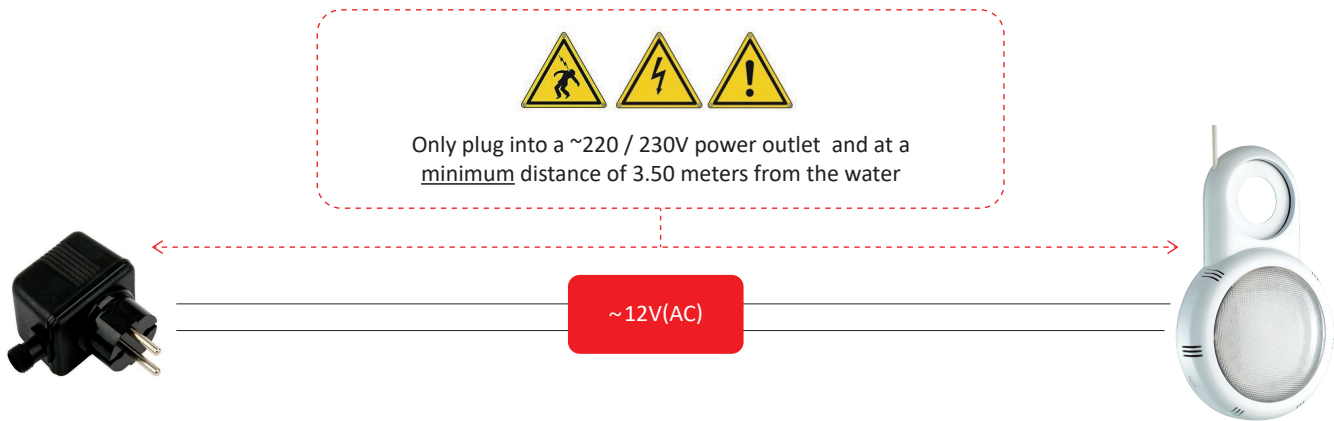 Only plug into a ~220 / 230V power outlet and at a
minimum distance of 3.50 meters from the water
~12V(AC)